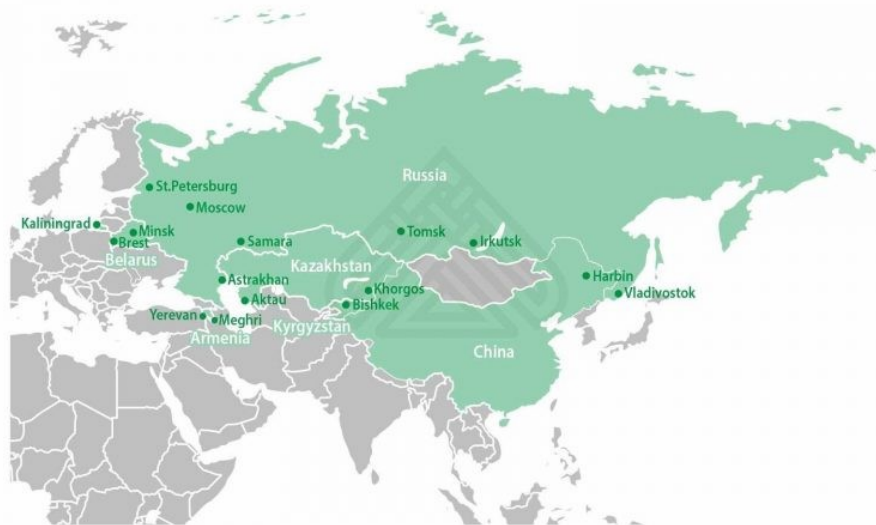 Russia
St.Petersburg
Moscow
Kaliningrad
Minsk
Brest
Belarus
Samara
Tomsk
Irkutsk
Kazakhstan
Astrakhan
Khorgos
Aktau
Bishkek
Harbin
Vladivostok
Yerevan
Meghri
Armenia
Kyrgyzstan
China